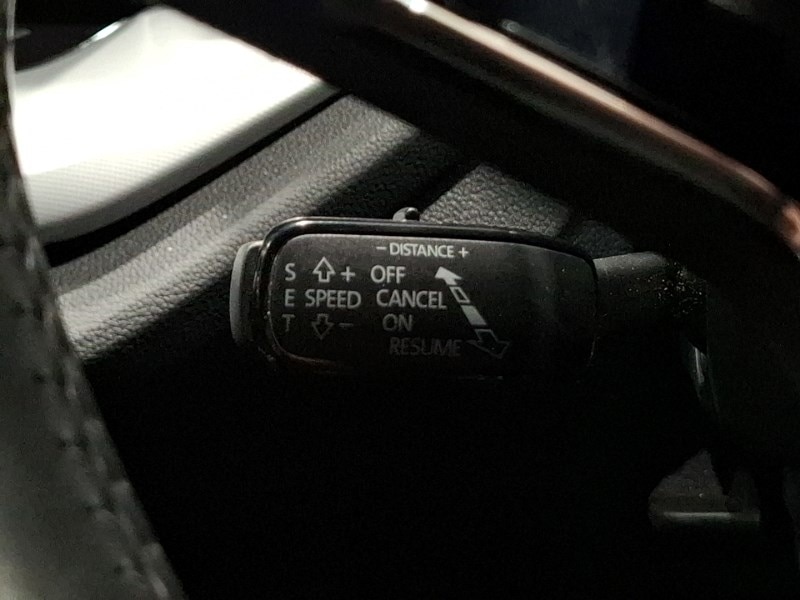 − DISTANCE +
S + OFF
E SPEED CANCEL
T − ON
RESUME